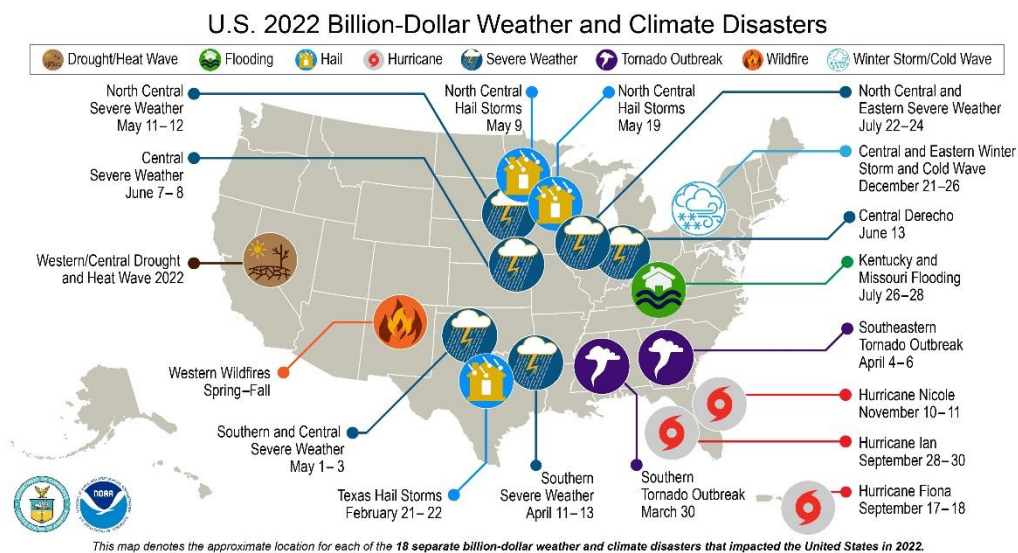 U.S. 2022 Billion-Dollar Weather and Climate Disasters
Drought/Heat Wave
Flooding
Hail
Hurricane
Severe Weather
Tornado Outbreak
Wildfire
Winter Storm/Cold Wave
North Central
Severe Weather
May 11–12
North Central
Hail Storms
May 9
North Central
Hail Storms
May 19
North Central and
Eastern Severe Weather
July 22–24
Central
Severe Weather
June 7–8
Central and Eastern Winter
Storm and Cold Wave
December 21–26
Central Derecho
June 13
Western/Central Drought
and Heat Wave 2022
Kentucky and
Missouri Flooding
July 26–28
Southeastern
Tornado Outbreak
April 4–6
Western Wildfires
Spring–Fall
Hurricane Nicole
November 10–11
Southern and Central
Severe Weather
May 1–3
Hurricane Ian
September 28–30
Texas Hail Storms
February 21–22
Southern
Severe Weather
April 11–13
Southern
Tornado Outbreak
March 30
Hurricane Fiona
September 17–18
NOAA
This map denotes the approximate location for each of the 18 separate billion-dollar weather and climate disasters that impacted the United States in 2022.